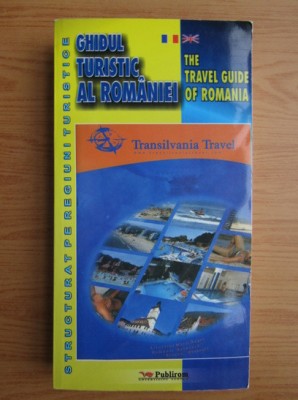 GHIDUL
TURISTIC
AL ROMÂNIEI
THE
TRAVEL GUIDE
OF ROMANIA
STRUCTURAT PE REGIUNI TURISTICE
Transilvania Travel
Publirom